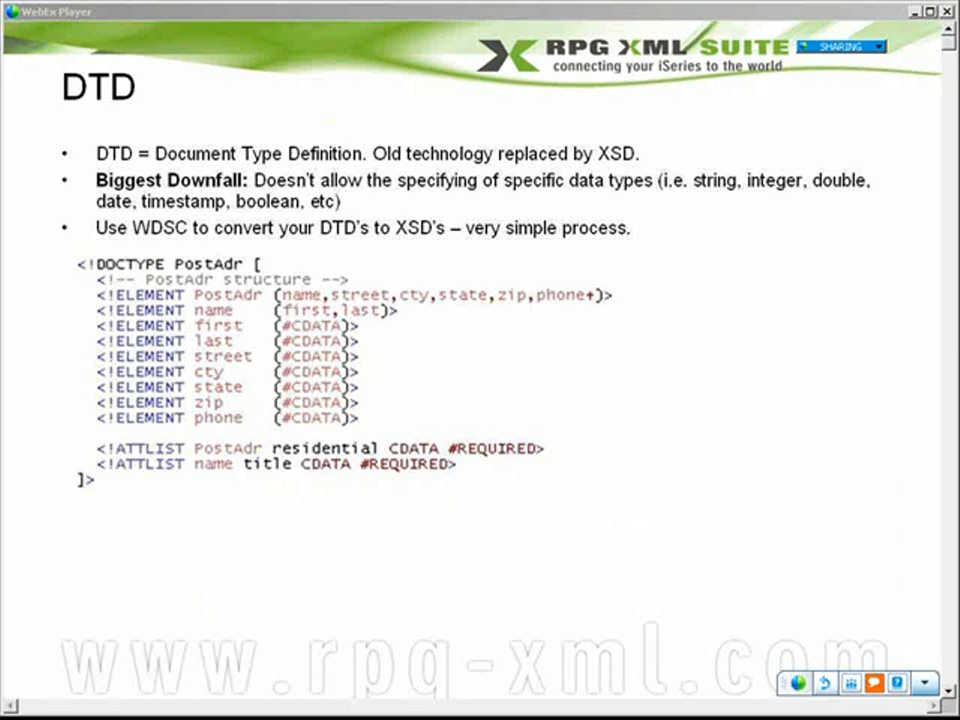 WebEx Player
RPG XML SUITE
SHARING
connecting your iSeries to the world
DTD
• DTD = Document Type Definition. Old technology replaced by XSD.
• Biggest Downfall: Doesn't allow the specifying of specific data types (i.e. string, integer, double,
date, timestamp, boolean, etc)
• Use WDSC to convert your DTD's to XSD's – very simple process.
<!DOCTYPE PostAdr [
<!-- PostAdr structure -->
<!ELEMENT PostAdr (name,street,cty,state,zip,phone+)>
<!ELEMENT name (first,last)>
<!ELEMENT first (#CDATA)>
<!ELEMENT last (#CDATA)>
<!ELEMENT street (#CDATA)>
<!ELEMENT cty (#CDATA)>
<!ELEMENT state (#CDATA)>
<!ELEMENT zip (#CDATA)>
<!ELEMENT phone (#CDATA)>
<!ATTLIST PostAdr residential CDATA #REQUIRED>
<!ATTLIST name title CDATA #REQUIRED>
]>
www.rpg-xml.com